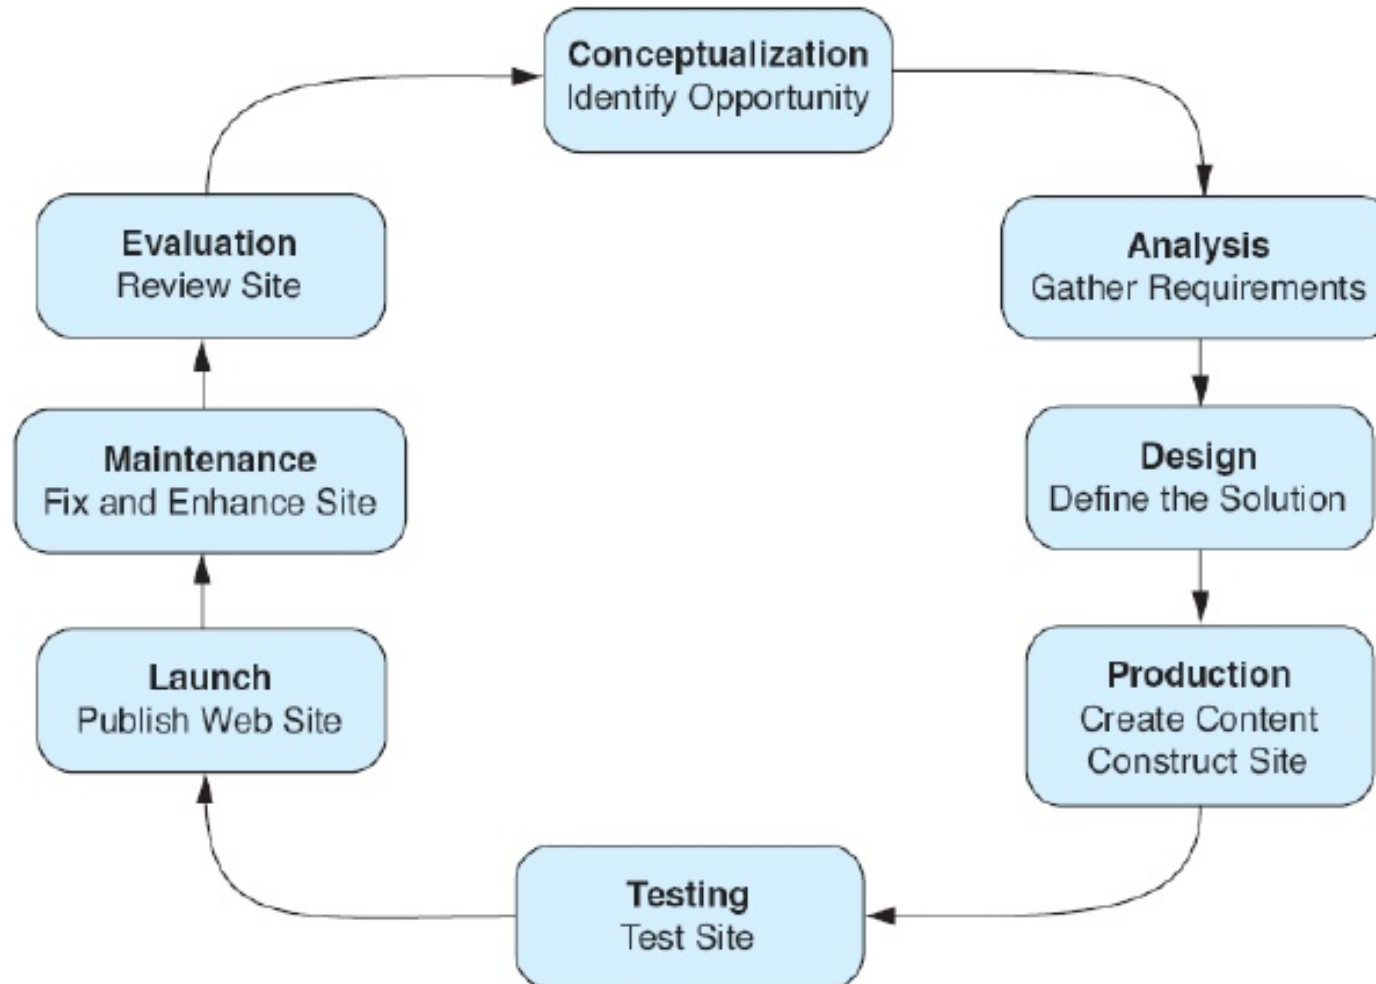 Conceptualization
Identify Opportunity
Analysis
Gather Requirements
Design
Define the Solution
Production
Create Content
Construct Site
Testing
Test Site
Launch
Publish Web Site
Maintenance
Fix and Enhance Site
Evaluation
Review Site